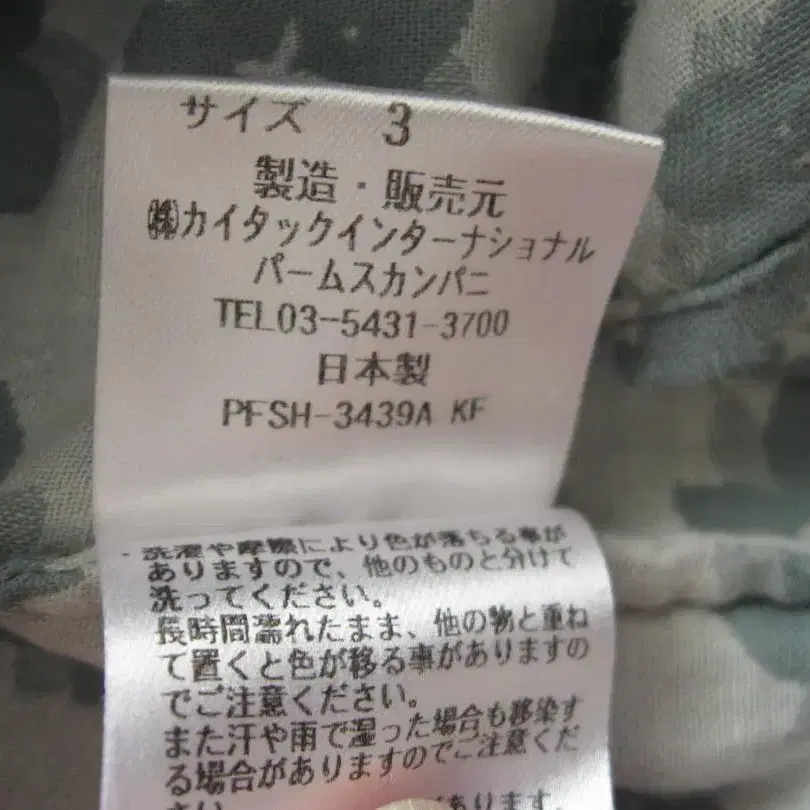 サイズ 3
製造・販売元
㈱カイタックインターナショナル
パームスカンパニ
TEL03-5431-3700
日本製
PFSH-3439A KF
・洗濯や摩擦により色が落ちる事が
ありますので、他のものと分けて
洗ってください。
長時間濡れたまま、他の物と重ね
て置くと色が移る事がありますの
でご注意ください。
また汗や雨で湿った場合も移染す
る場合がありますのでご注意くだ
さい。
あります。